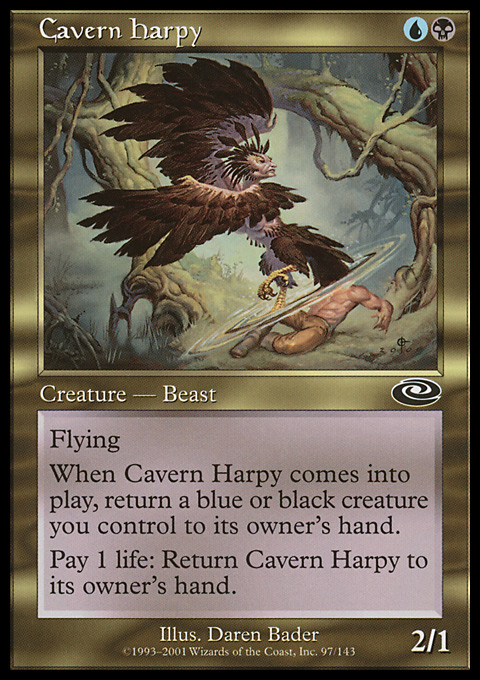 Cavern Harpy
Creature — Beast
Flying
When Cavern Harpy comes into
play, return a blue or black creature
you control to its owner's hand.
Pay 1 life: Return Cavern Harpy to
its owner's hand.
Illus. Daren Bader
©1993–2001 Wizards of the Coast, Inc. 97/143
2/1